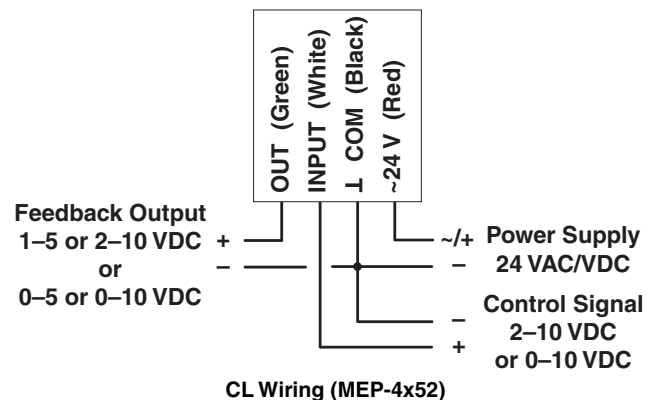 OUT (Green)
INPUT (White)
⊥ COM (Black)
~24 V (Red)
Feedback Output
1–5 or 2–10 VDC
or
0–5 or 0–10 VDC
+
–
~/+
–
Power Supply
24 VAC/VDC
–
+
Control Signal
2–10 VDC
or 0–10 VDC
CL Wiring (MEP-4x52)